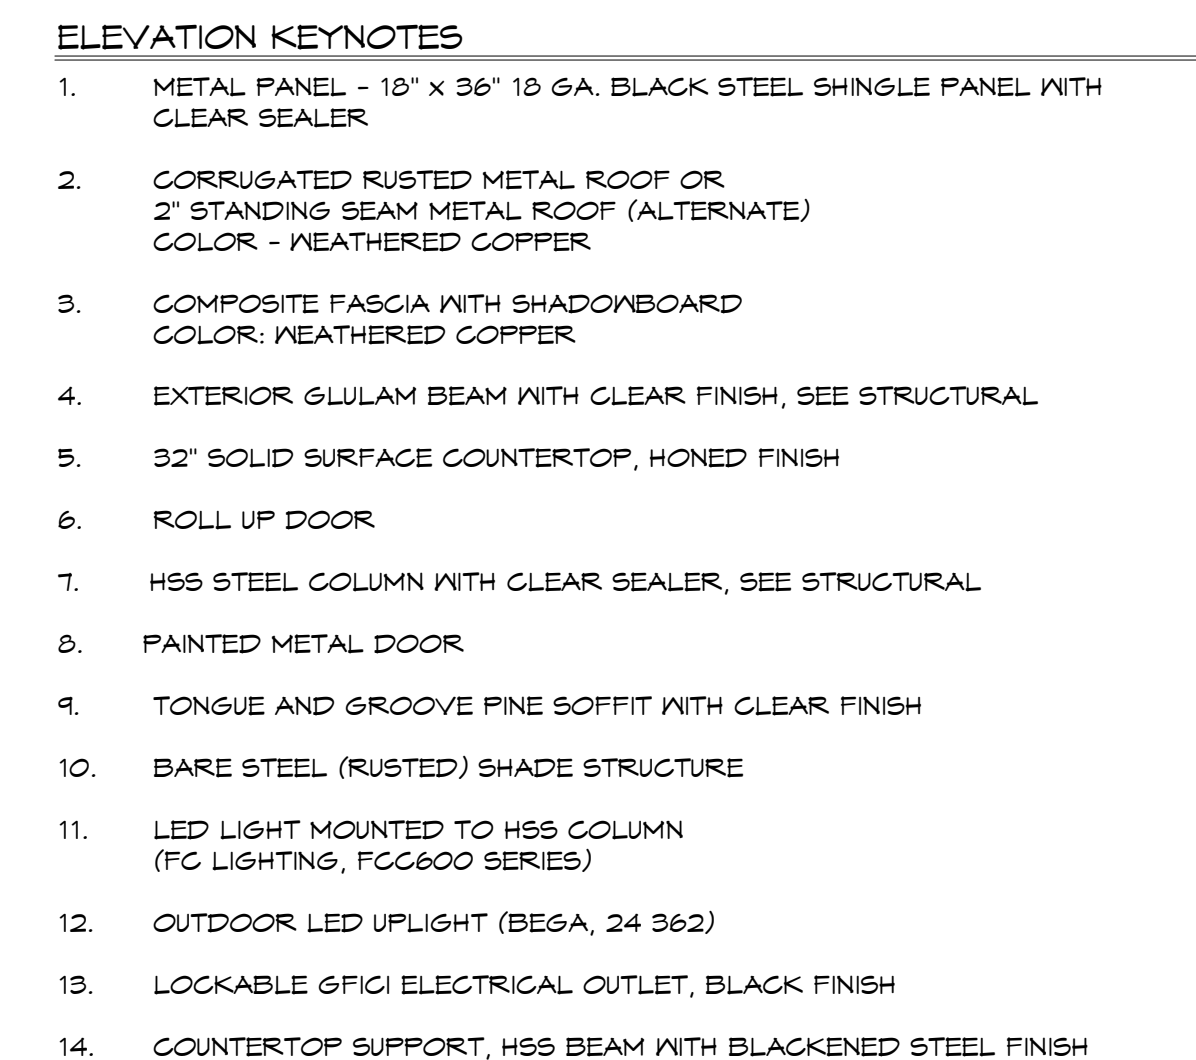 ELEVATION KEYNOTES
1. METAL PANEL - 18" x 36" 18 GA. BLACK STEEL SHINGLE PANEL WITH
CLEAR SEALER
2. CORRUGATED RUSTED METAL ROOF OR
2" STANDING SEAM METAL ROOF (ALTERNATE)
COLOR - WEATHERED COPPER
3. COMPOSITE FASCIA WITH SHADOWBOARD
COLOR: WEATHERED COPPER
4. EXTERIOR GLULAM BEAM WITH CLEAR FINISH, SEE STRUCTURAL
5. 32" SOLID SURFACE COUNTERTOP, HONED FINISH
6. ROLL UP DOOR
7. HSS STEEL COLUMN WITH CLEAR SEALER, SEE STRUCTURAL
8. PAINTED METAL DOOR
9. TONGUE AND GROOVE PINE SOFFIT WITH CLEAR FINISH
10. BARE STEEL (RUSTED) SHADE STRUCTURE
11. LED LIGHT MOUNTED TO HSS COLUMN
(FC LIGHTING, FCC600 SERIES)
12. OUTDOOR LED UPLIGHT (BEGA, 24 362)
13. LOCKABLE GFICI ELECTRICAL OUTLET, BLACK FINISH
14. COUNTERTOP SUPPORT, HSS BEAM WITH BLACKENED STEEL FINISH